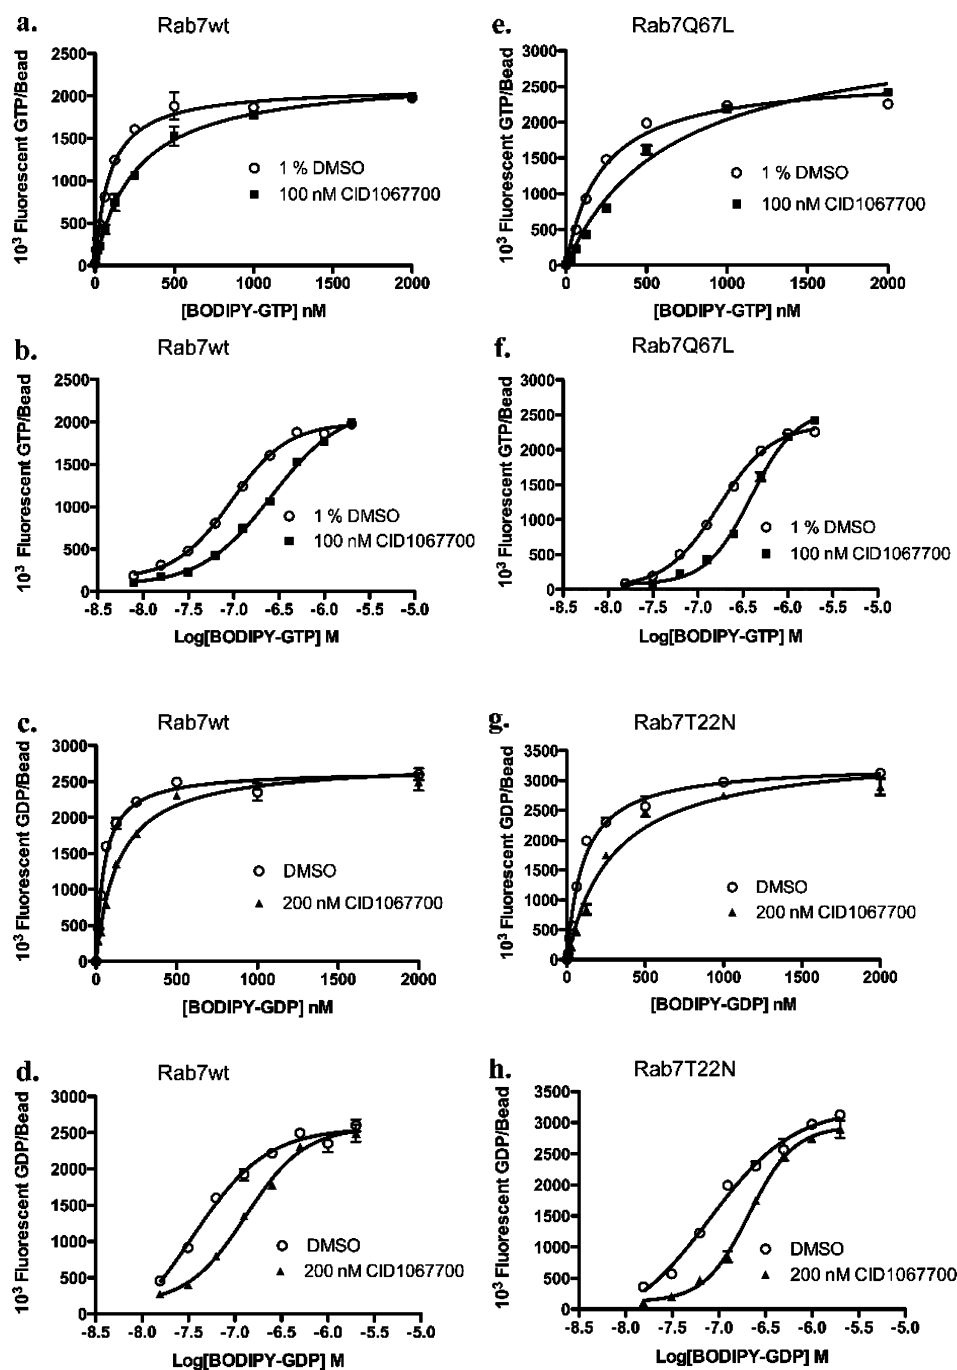 a.
Rab7wt
10³ Fluorescent GTP/Bead
2500
2000
1500
1000
500
0
1 % DMSO
100 nM CID1067700
0 500 1000 1500 2000
[BODIPY-GTP] nM
e.
Rab7Q67L
10³ Fluorescent GTP/Bead
3000
2500
2000
1500
1000
500
0
1 % DMSO
100 nM CID1067700
0 500 1000 1500 2000
[BODIPY-GTP] nM
b.
Rab7wt
10³ Fluorescent GTP/Bead
2500
2000
1500
1000
500
0
1 % DMSO
100 nM CID1067700
-8.5 -8.0 -7.5 -7.0 -6.5 -6.0 -5.5 -5.0
Log[BODIPY-GTP] M
f.
Rab7Q67L
10³ Fluorescent GTP/Bead
3000
2500
2000
1500
1000
500
0
1 % DMSO
100 nM CID1067700
-8.5 -8.0 -7.5 -7.0 -6.5 -6.0 -5.5 -5.0
Log[BODIPY-GTP] M
c.
Rab7wt
10³ Fluorescent GDP/Bead
3000
2500
2000
1500
1000
500
0
DMSO
200 nM CID1067700
0 500 1000 1500 2000
[BODIPY-GDP] nM
g.
Rab7T22N
10³ Fluorescent GDP/Bead
3500
3000
2500
2000
1500
1000
500
0
DMSO
200 nM CID1067700
0 500 1000 1500 2000
[BODIPY-GDP] nM
d.
Rab7wt
10³ Fluorescent GDP/Bead
3000
2500
2000
1500
1000
500
0
DMSO
200 nM CID1067700
-8.5 -8.0 -7.5 -7.0 -6.5 -6.0 -5.5 -5.0
Log[BODIPY-GDP] M
h.
Rab7T22N
10³ Fluorescent GDP/Bead
3500
3000
2500
2000
1500
1000
500
0
DMSO
200 nM CID1067700
-8.5 -8.0 -7.5 -7.0 -6.5 -6.0 -5.5 -5.0
Log[BODIPY-GDP] M